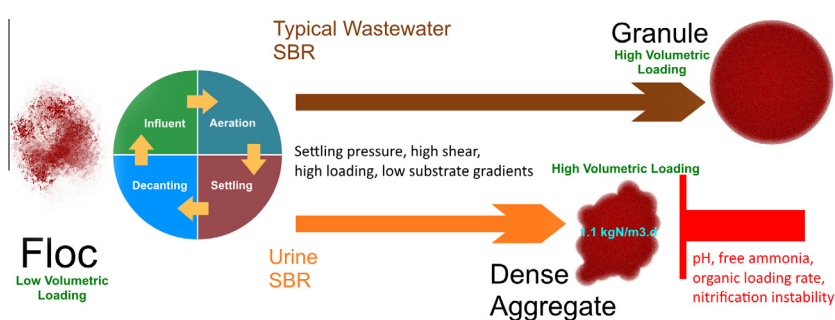 Typical Wastewater
SBR
Granule
High Volumetric
Loading
Influent
Aeration
Decanting
Settling
Settling pressure, high shear,
high loading, low substrate gradients
High Volumetric Loading
1.1 kgN/m3.d
Floc
Low Volumetric
Loading
Urine
SBR
Dense
Aggregate
pH, free ammonia,
organic loading rate,
nitrification instability